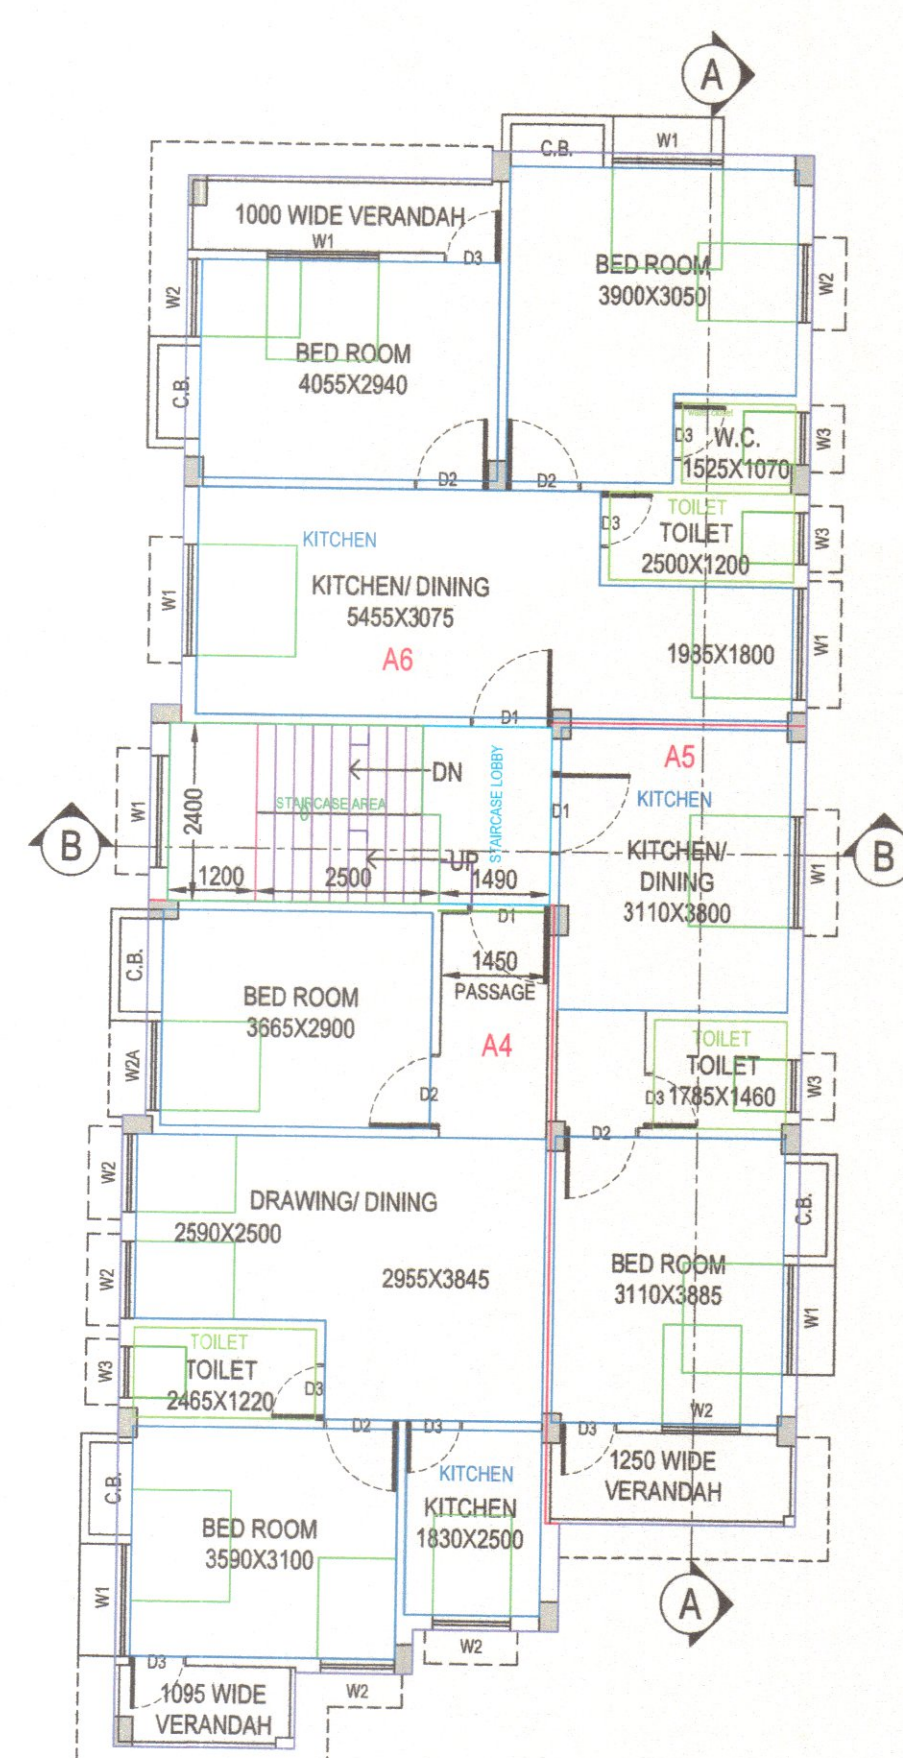 A
C.B.
W1
1000 WIDE VERANDAH
W1
D3
BED ROOM
3900X3050
W2
W2
BED ROOM
4055X2940
C.B.
D3
W.C.
1525X1070
W3
D2
D2
TOILET
D3
TOILET
2500X1200
W3
KITCHEN
KITCHEN/ DINING
5455X3075
W1
A6
1985X1800
W1
D1
A5
DN
STAIRCASE AREA
STAIRCASE LOBBY
KITCHEN
D1
2400
W1
B
B
UP
KITCHEN/
DINING
3110X3800
W1
1200
2500
1490
D1
C.B.
1450
PASSAGE
BED ROOM
3665X2900
A4
W2A
D2
TOILET
TOILET
1785X1460
D3
W3
D2
W2
DRAWING/ DINING
2590X2500
C.B.
W2
2955X3845
BED ROOM
3110X3885
W1
TOILET
TOILET
2465X1220
W3
D3
W2
D2
D3
D3
1250 WIDE
VERANDAH
C.B.
KITCHEN
KITCHEN
1830X2500
BED ROOM
3590X3100
W1
A
W2
D3
1095 WIDE
VERANDAH
W2